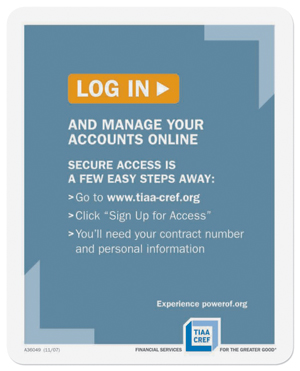 LOG IN
AND MANAGE YOUR
ACCOUNTS ONLINE
SECURE ACCESS IS
A FEW EASY STEPS AWAY:
> Go to www.tiaa-cref.org
> Click “Sign Up for Access”
> You’ll need your contract number
and personal information
Experience powerof.org
A38049 (11/07)
FINANCIAL SERVICES
TIAA
CREF
FOR THE GREATER GOOD®